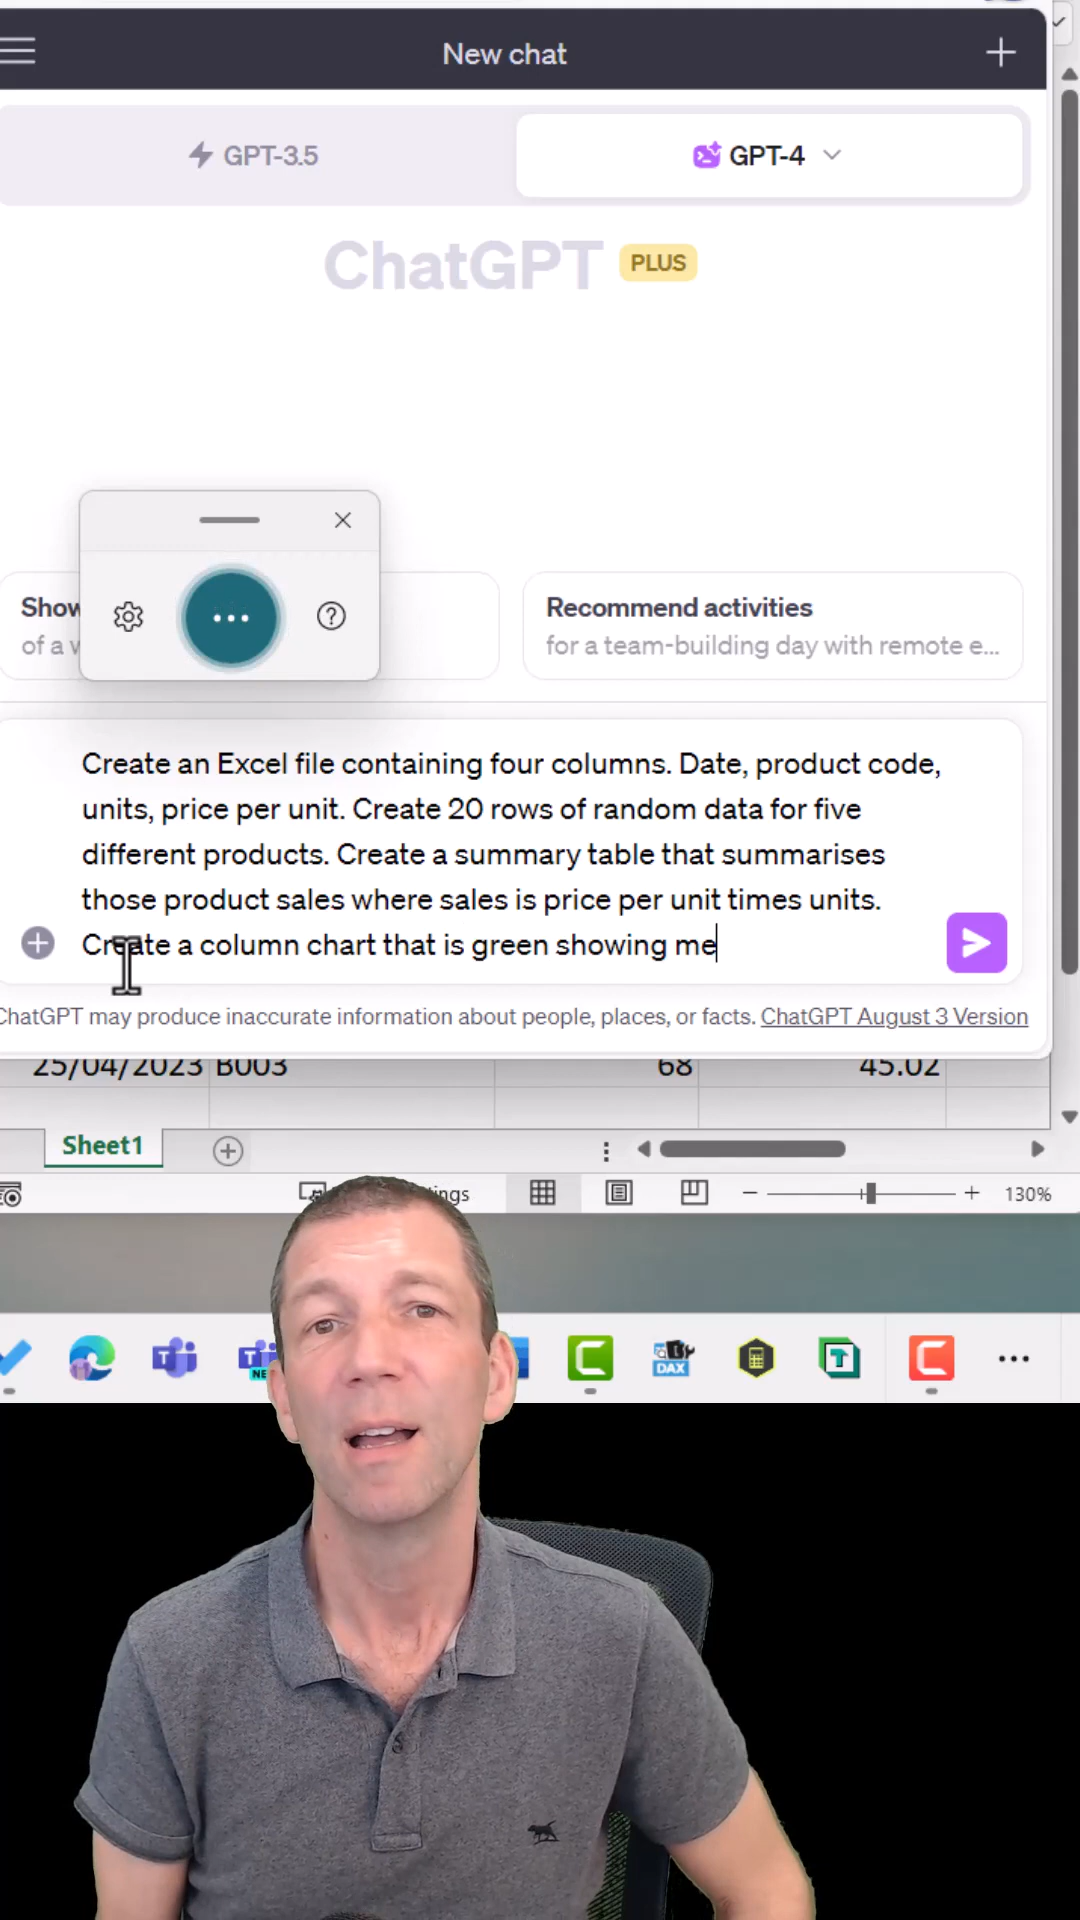 New chat
GPT-3.5
GPT-4
ChatGPT PLUS
Show
of a v
Recommend activities
for a team-building day with remote e...
Create an Excel file containing four columns. Date, product code,
units, price per unit. Create 20 rows of random data for five
different products. Create a summary table that summarises
those product sales where sales is price per unit times units.
Create a column chart that is green showing me
ChatGPT may produce inaccurate information about people, places, or facts. ChatGPT August 3 Version
25/04/2023 B003 68 45.02
Sheet1
130%
T
T
NE
DAX
T